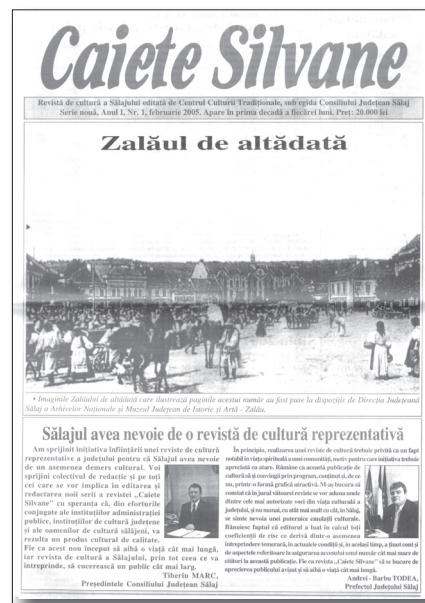 Caiete Silvane
Revistă de cultură a Sălajului editată de Centrul Culturii Tradiționale, sub egida Consiliului Județean Sălaj
Serie nouă, Anul I, Nr. 1, februarie 2005. Apare în prima decadă a fiecărei luni. Preț: 20.000 lei
Zalăul de altădată
• Imaginile Zalăului de altădată care ilustrează paginile acestui număr au fost puse la dispoziție de Direcția Județeană
Sălaj a Arhivelor Naționale și Muzeul Județean de Istorie și Artă - Zalău.
Sălajul avea nevoie de o revistă de cultură reprezentativă
Am sprijinit inițiativa înființării unei reviste de cultură
reprezentative a județului pentru că Sălajul avea nevoie
de un asemenea demers cultural. Voi
sprijini colectivul de redacție și pe toți
cei care se vor implica în editarea și
redactarea noii serii a revistei „Caiete
Silvane" cu speranța că, din eforturile
conjugate ale instituțiilor administrației
publice, instituțiilor de cultură județene
și ale oamenilor de cultură sălăjeni, va
rezulta un produs cultural de calitate.
Fie ca acest nou început să aibă o viață cât mai lungă,
iar revista de cultură a Sălajului, prin tot ceea ce va
întreprinde, să cucerească un public cât mai larg.
Tiberiu MARC,
Președintele Consiliului Județean Sălaj
În principiu, realizarea unei reviste de cultură trebuie privită ca un fapt
notabil în viața spirituală a unei comunități, motiv pentru care inițiativa trebuie
apreciată ca atare. Rămâne ca această publicație de
cultură să și convingă prin program, conținut și, de ce
nu, printr-o formă grafică atractivă. M-aș bucura să
constat că în jurul viitoarei reviste se vor aduna unele
dintre cele mai autorizate voci din viața culturală a
județului, și nu numai, cu atât mai mult cu cât, în Sălaj,
se simte nevoia unei puternice emulații culturale.
Bănuiesc faptul că editorul a luat în calcul toți
coeficienții de risc ce derivă dintr-o asemenea
întreprindere temerară, în actualele condiții și, în același timp, a ținut cont și
de aspectele referitoare la asigurarea accesului unui număr cât mai mare de
cititori la această publicație. Fie ca revista „Caiete Silvane" să se bucure de
aprecierea publicului avizat și să aibă o viață cât mai lungă.
Andrei - Barbu TODEA,
Prefectul Județului Sălaj